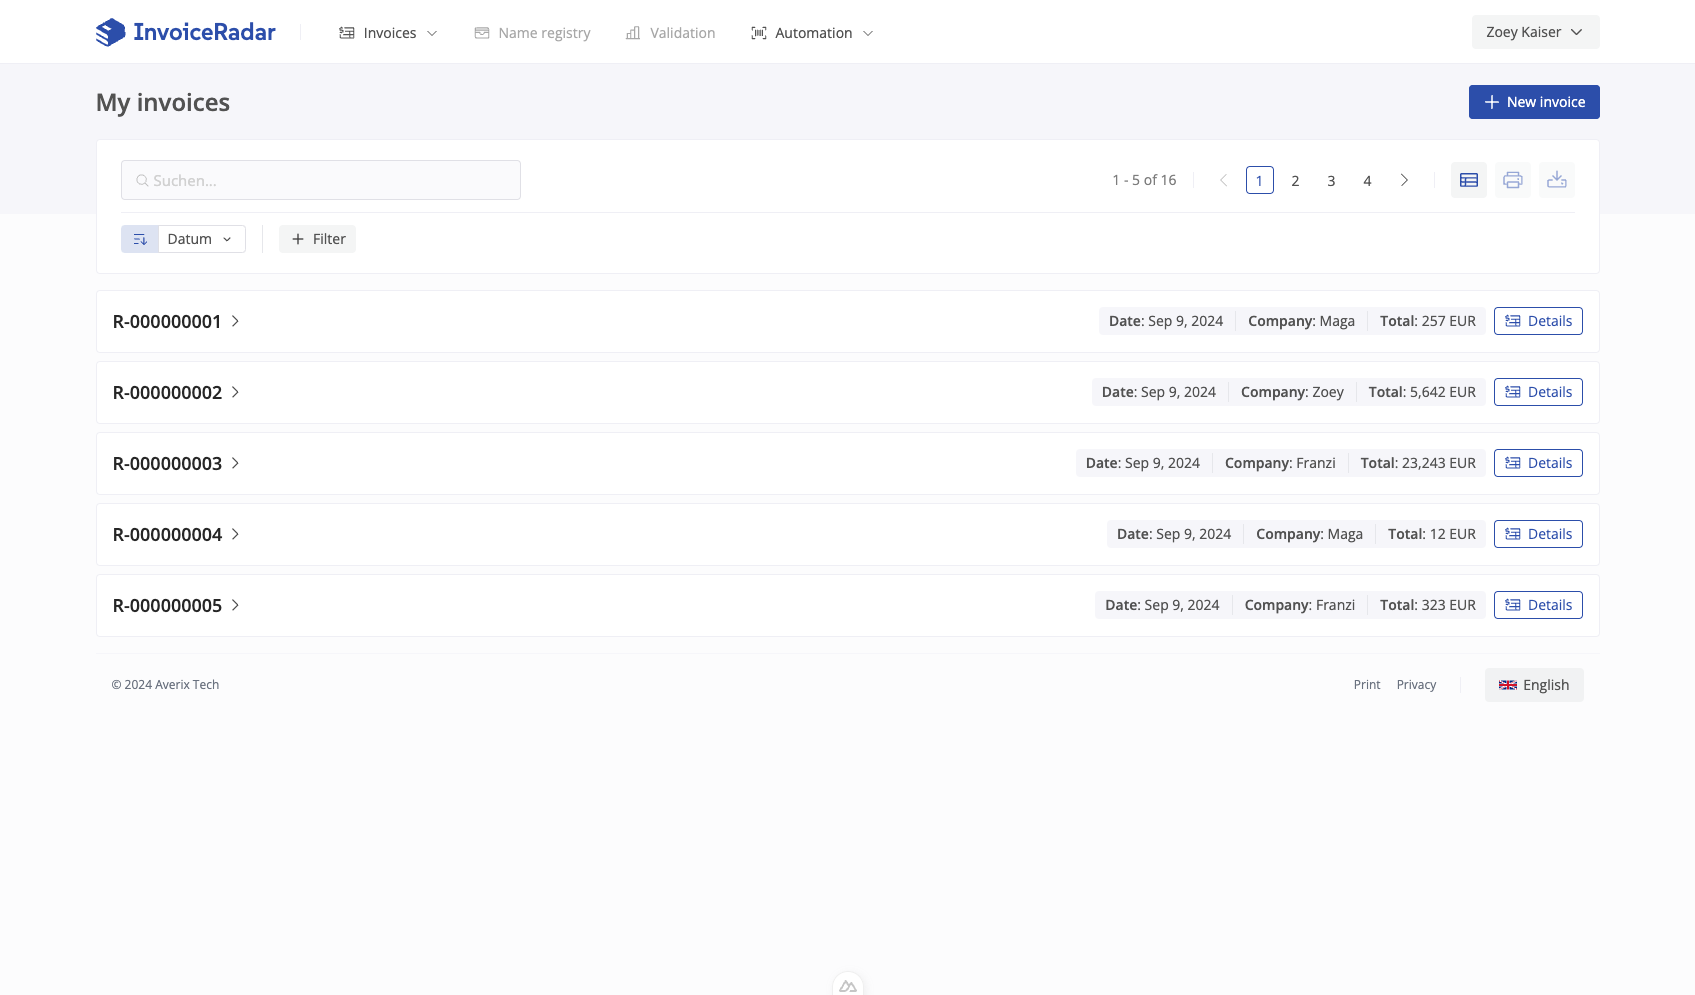 InvoiceRadar Invoices Name registry Validation Automation Zoey Kaiser
My invoices New invoice
Suchen... 1 - 5 of 16 1 2 3 4
Datum Filter
R-000000001 Date: Sep 9, 2024 Company: Maga Total: 257 EUR Details
R-000000002 Date: Sep 9, 2024 Company: Zoey Total: 5,642 EUR Details
R-000000003 Date: Sep 9, 2024 Company: Franzi Total: 23,243 EUR Details
R-000000004 Date: Sep 9, 2024 Company: Maga Total: 12 EUR Details
R-000000005 Date: Sep 9, 2024 Company: Franzi Total: 323 EUR Details
© 2024 Averix Tech Print Privacy English